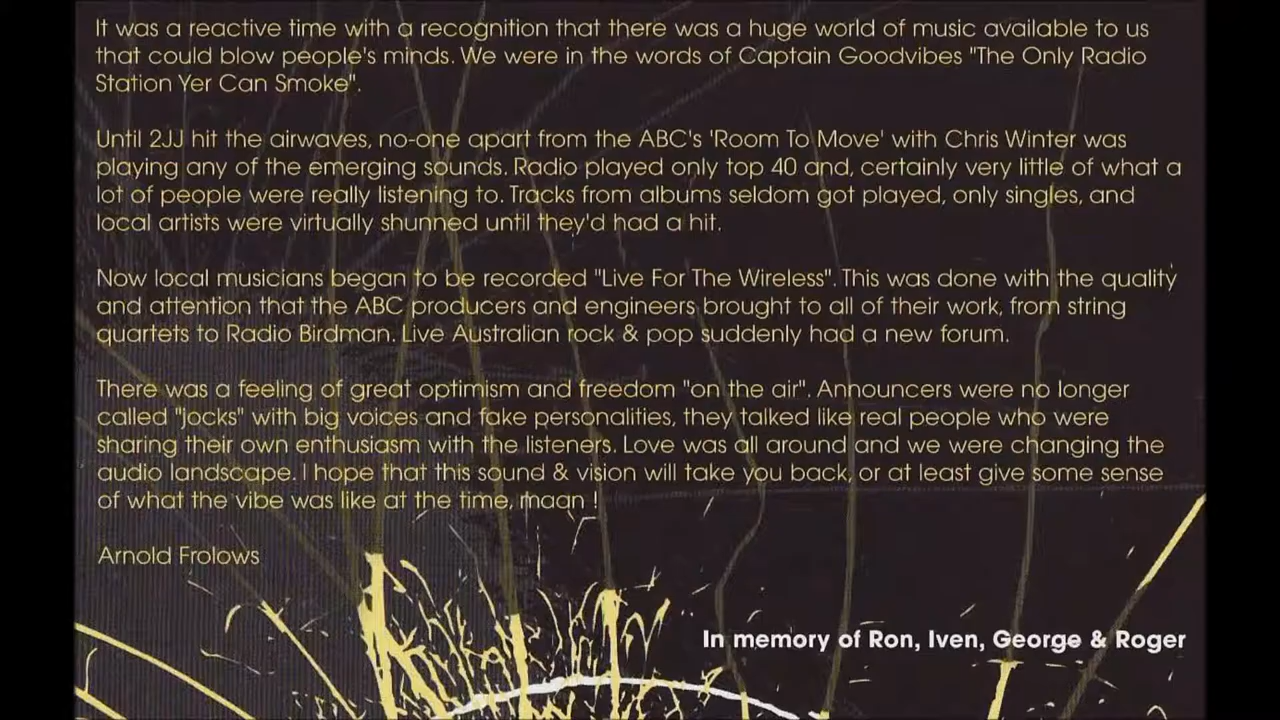 It was a reactive time with a recognition that there was a huge world of music available to us
that could blow people's minds. We were in the words of Captain Goodvibes "The Only Radio
Station Yer Can Smoke".
Until 2JJ hit the airwaves, no-one apart from the ABC's 'Room To Move' with Chris Winter was
playing any of the emerging sounds. Radio played only top 40 and, certainly very little of what a
lot of people were really listening to. Tracks from albums seldom got played, only singles, and
local artists were virtually shunned until they'd had a hit.
Now local musicians began to be recorded "Live For The Wireless". This was done with the quality
and attention that the ABC producers and engineers brought to all of their work, from string
quartets to Radio Birdman. Live Australian rock & pop suddenly had a new forum.
There was a feeling of great optimism and freedom "on the air". Announcers were no longer
called "jocks" with big voices and fake personalities, they talked like real people who were
sharing their own enthusiasm with the listeners. Love was all around and we were changing the
audio landscape. I hope that this sound & vision will take you back, or at least give some sense
of what the vibe was like at the time, maan !
Arnold Frolows
In memory of Ron, Iven, George & Roger